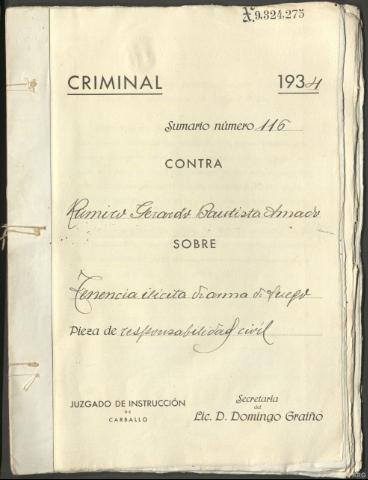 N. 9.324.275
CRIMINAL 1934
Sumario número 116
CONTRA
Ramiro Gerardo Bautista Amado
SOBRE
Tenencia ilícita de arma de fuego
Pieza de responsabilidad civil
JUZGADO DE INSTRUCCIÓN
DE
CARBALLO
Secretaría
del
Lic. D. Domingo Graíño